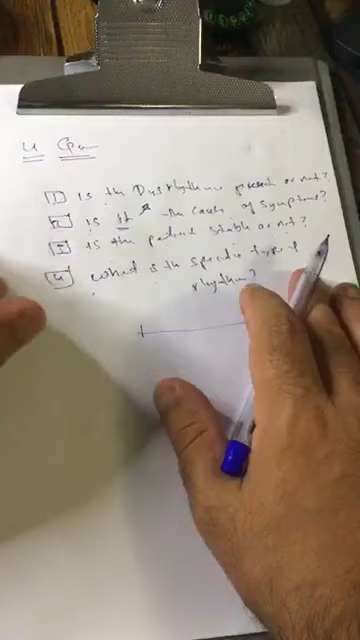 4 Qs
1 is the Dysrhythmia present or not?
2 is it the cause of symptoms?
3 is the patient stable or not?
4 what is the specific type of
rhythm?